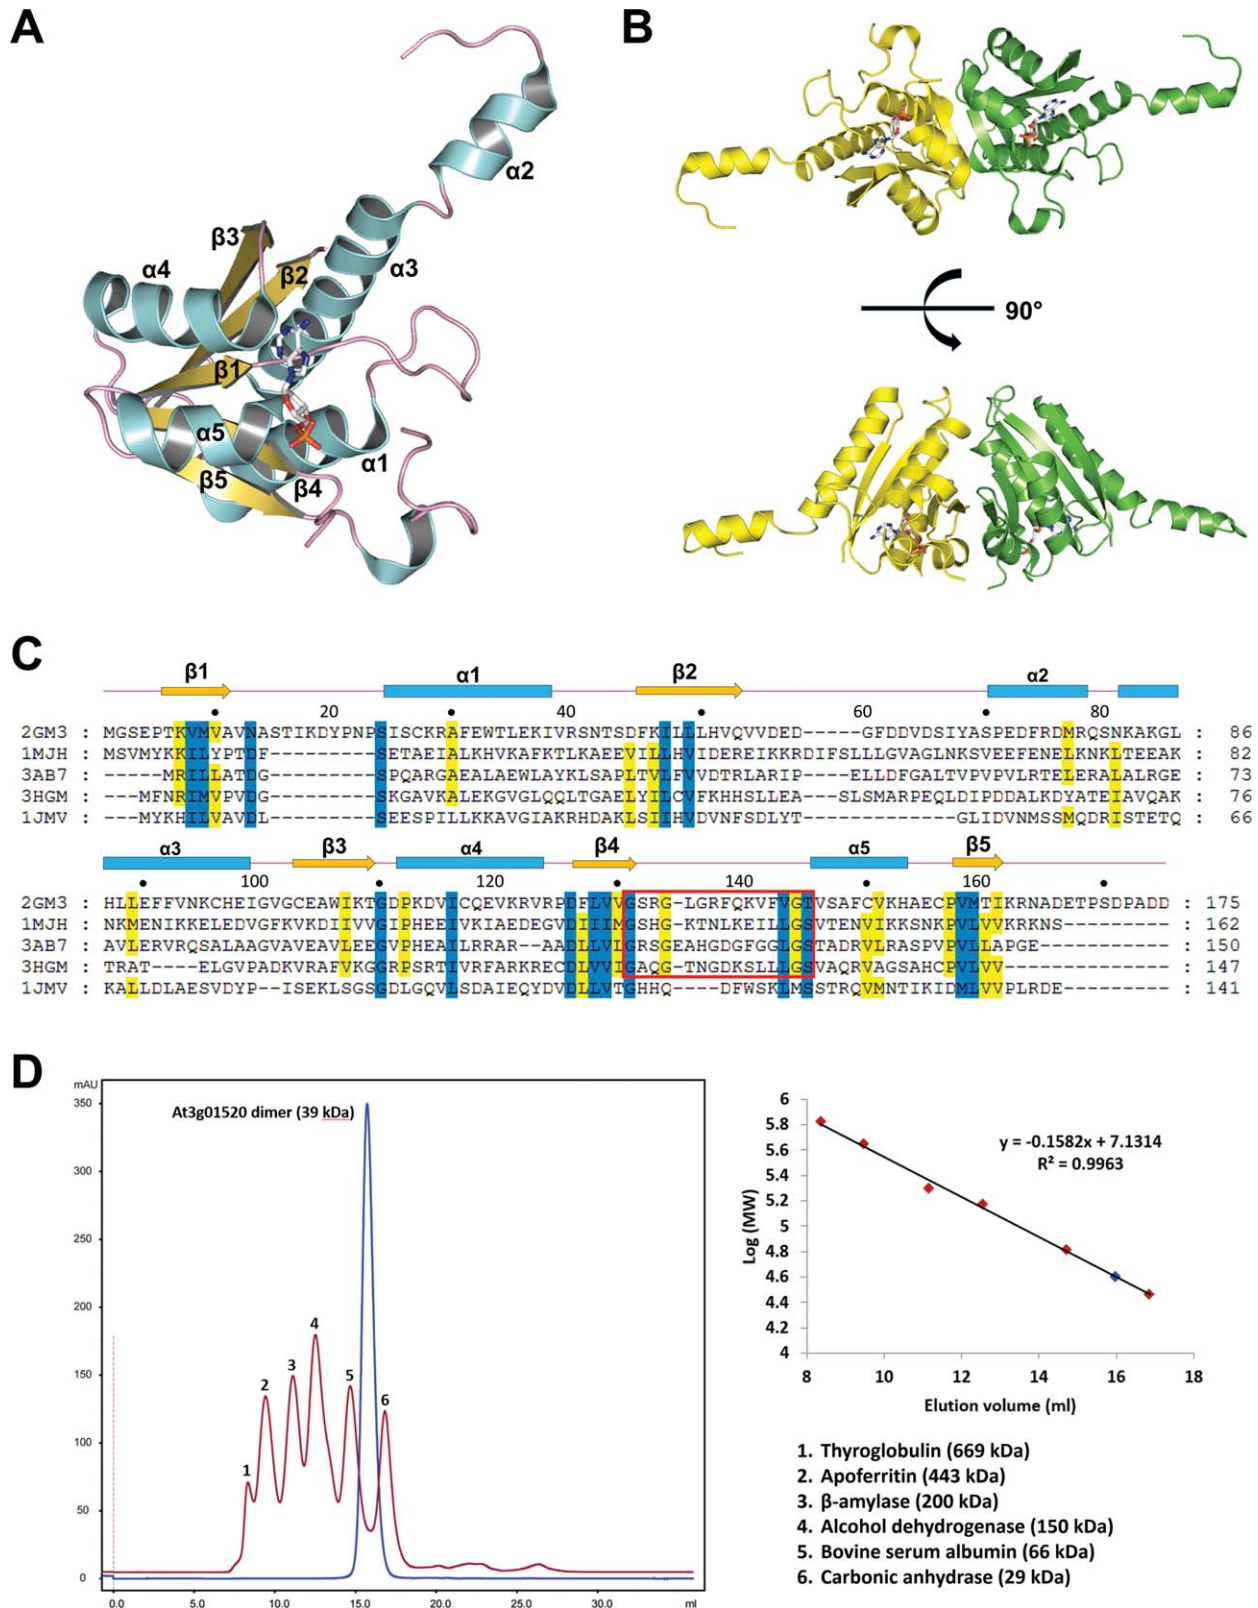 A
B
α2
β3
β2
α3
α4
β1
α5
α1
β5
β4
90°
C
β1 α1 β2 α2
20 40 60 80
2GM3 : MGSEPTKVMVAVNASTIKDYPNPSISCKRAFEWTLEKIVRSNTSDFKILLLHVQVVDED-----GFDDVDSIYASPEDFRDMRQSNKAKGL : 86
1MJH : MSVMYKKILYPTDF---------SETAEIALKHVKAFKTLKAEEVILLHVIDEREIKKRDIFSLLLGVAGLNKSVEEFENELKNKLTEEAK : 82
3AB7 : -----MRILLATDG---------SPQARGAEALAEWLAYKLSAPLTVLFVVDTRLARIP----ELLDFGALTVPVPVLRTELERALALRGE : 73
3HGM : ---MFNRIMVPVDG---------SKGAVKALEKGVGLQQLTGAELYILCVFKHHSLLEA---SLSMARPEQLDIPDDALKDYATEIAVQAK : 76
1JMV : ---MYKHILVAVDL---------SEESPILLKKAVGIAKRHDAKLSIIHVDVNFSDLYT-----------GLIDVNMSSMQDRISTETQ : 66
α3 β3 α4 β4 α5 β5
100 120 140 160
2GM3 : HLLEFFVNKCHEIGVGCEAWIKTGDPKDVICQEVKRVRPDFLVVGSRG-LGRFQKVFVGTVSAFCVKHAECPVMTIKRNADETPSDPADD : 175
1MJH : NKMENIKKELEDVGFKVKDIIVVGIPHEEIVKIAEDEGVDIIIMGSHG-KTNLKEILLGSVTENVIKKSNKPVLVVKRKNS--------- : 162
3AB7 : AVLERVRQSALAAGVAVEAVLEEGVPHEAILRRAR--AADLLVLGRSGEAHGDGFGGLGSTADRVLRASPVPVLLAPGE----------- : 150
3HGM : TRAT----ELGVPADKVRAFVKGGRPSRTIVRFARKRECDLVVIGAQG-TNGDKSLLLGSVAQRVAGSAHCPVLVV-------------- : 147
1JMV : KALLDLAESVDYP--ISEKLSGSGDLGQVLSDAIEQYDVDLLVTGHHQ----DFWSKLMSSTRQVMNTIKIDMLVVPLRDE--------- : 141
D
mAU
At3g01520 dimer (39 kDa)
350
300
250
200
150
100
50
0
1
2
3
4
5
6
0.0 5.0 10.0 15.0 20.0 25.0 30.0 ml
y = -0.1582x + 7.1314
R² = 0.9963
Log (MW)
6
5.8
5.6
5.4
5.2
5
4.8
4.6
4.4
4.2
4
8 10 12 14 16 18
Elution volume (ml)
1. Thyroglobulin (669 kDa)
2. Apoferritin (443 kDa)
3. β-amylase (200 kDa)
4. Alcohol dehydrogenase (150 kDa)
5. Bovine serum albumin (66 kDa)
6. Carbonic anhydrase (29 kDa)